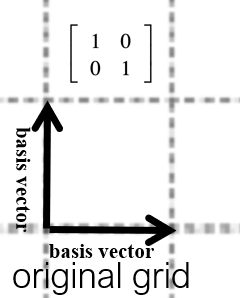 1 0
0 1
basis vector
basis vector
original grid